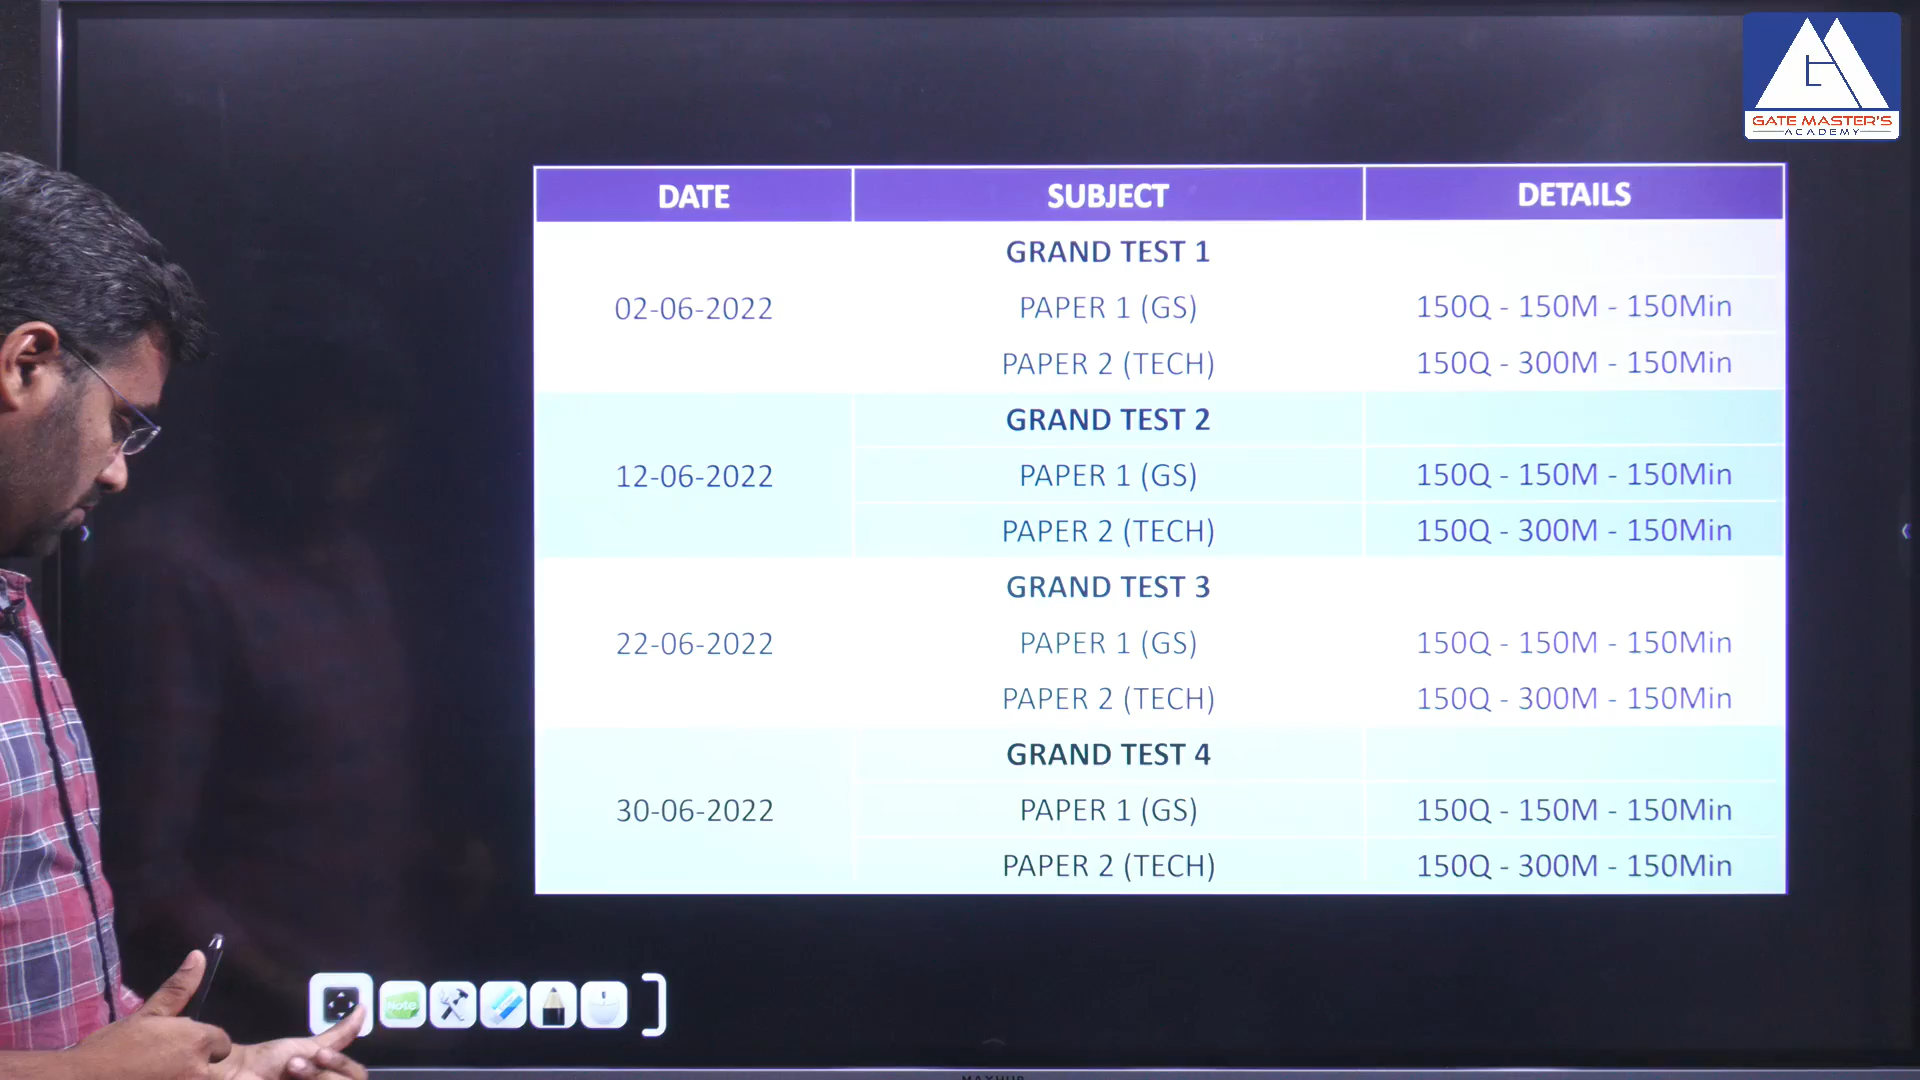 GATE MASTER'S
ACADEMY
DATE SUBJECT DETAILS
GRAND TEST 1
02-06-2022 PAPER 1 (GS) 150Q - 150M - 150Min
PAPER 2 (TECH) 150Q - 300M - 150Min
GRAND TEST 2
12-06-2022 PAPER 1 (GS) 150Q - 150M - 150Min
PAPER 2 (TECH) 150Q - 300M - 150Min
GRAND TEST 3
22-06-2022 PAPER 1 (GS) 150Q - 150M - 150Min
PAPER 2 (TECH) 150Q - 300M - 150Min
GRAND TEST 4
30-06-2022 PAPER 1 (GS) 150Q - 150M - 150Min
PAPER 2 (TECH) 150Q - 300M - 150Min
Note